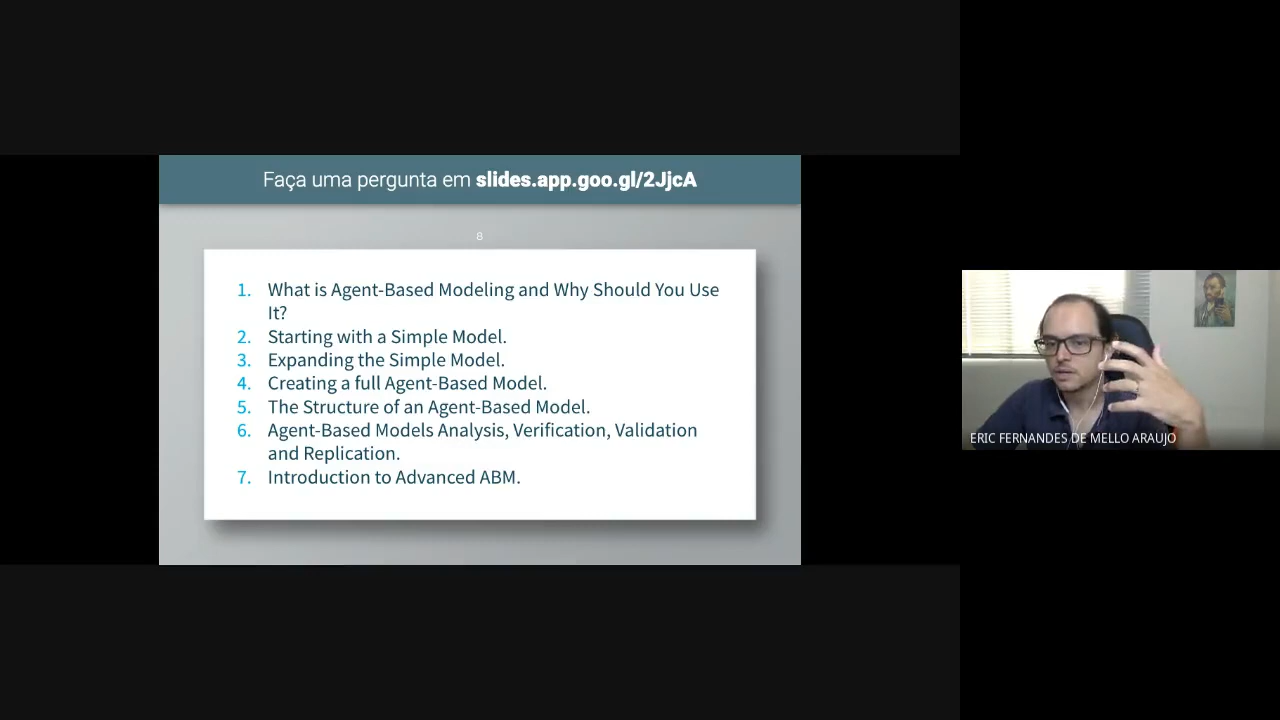 Faça uma pergunta em slides.app.goo.gl/2JjcA
8
1. What is Agent-Based Modeling and Why Should You Use
It?
2. Starting with a Simple Model.
3. Expanding the Simple Model.
4. Creating a full Agent-Based Model.
5. The Structure of an Agent-Based Model.
6. Agent-Based Models Analysis, Verification, Validation
and Replication.
7. Introduction to Advanced ABM.
ERIC FERNANDES DE MELLO ARAUJO